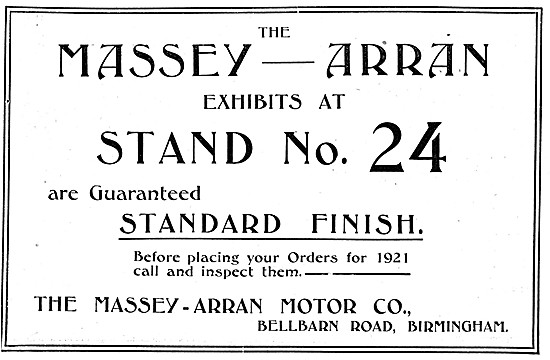 THE
MASSEY — ARRAN
EXHIBITS AT
STAND No. 24
are Guaranteed
STANDARD FINISH.
Before placing your Orders for 1921
call and inspect them.— —
THE MASSEY-ARRAN MOTOR CO.,
BELLBARN ROAD, BIRMINGHAM.